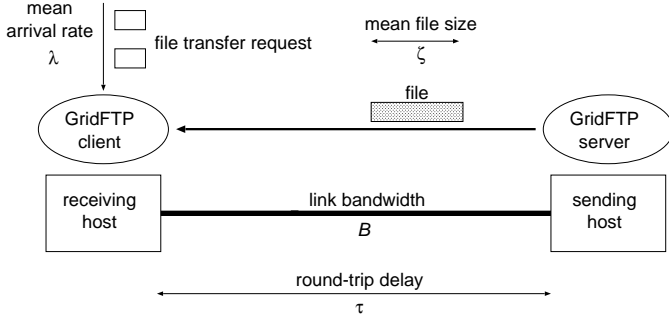 mean
arrival rate
λ
file transfer request
mean file size
ζ
file
GridFTP
client
GridFTP
server
receiving
host
link bandwidth
B
sending
host
round-trip delay
τ